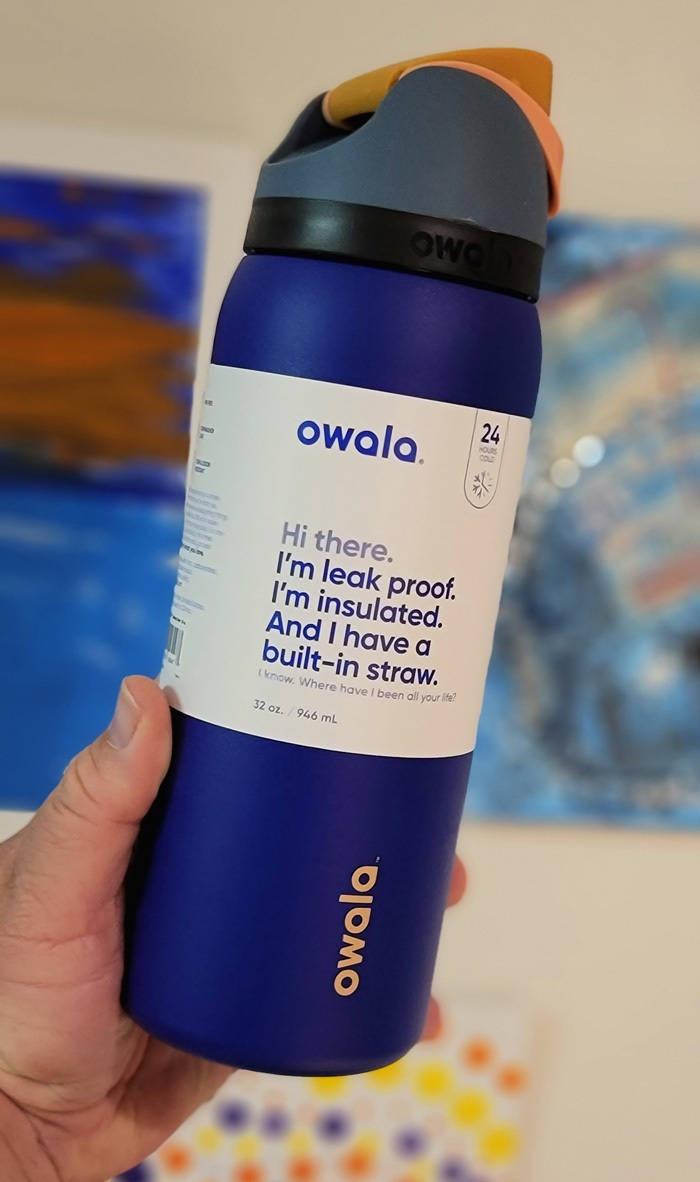 owala
owala®
24
HOURS
COLD
Hi there.
I'm leak proof.
I'm insulated.
And I have a
built-in straw.
I know. Where have I been all your life?
32 oz. / 946 mL
owala™